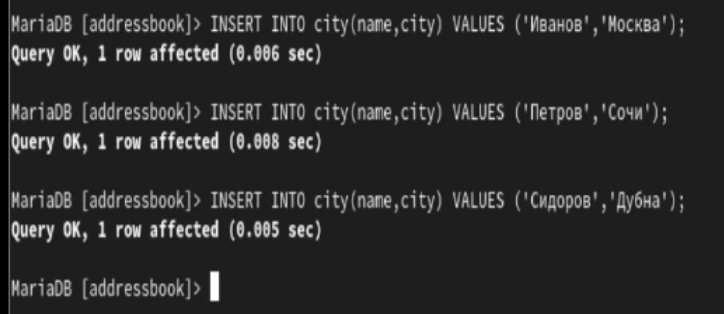 MariaDB [addressbook]> INSERT INTO city(name,city) VALUES ('Иванов','Москва');
Query OK, 1 row affected (0.006 sec)
MariaDB [addressbook]> INSERT INTO city(name,city) VALUES ('Петров','Сочи');
Query OK, 1 row affected (0.008 sec)
MariaDB [addressbook]> INSERT INTO city(name,city) VALUES ('Сидоров','Дубна');
Query OK, 1 row affected (0.005 sec)
MariaDB [addressbook]>